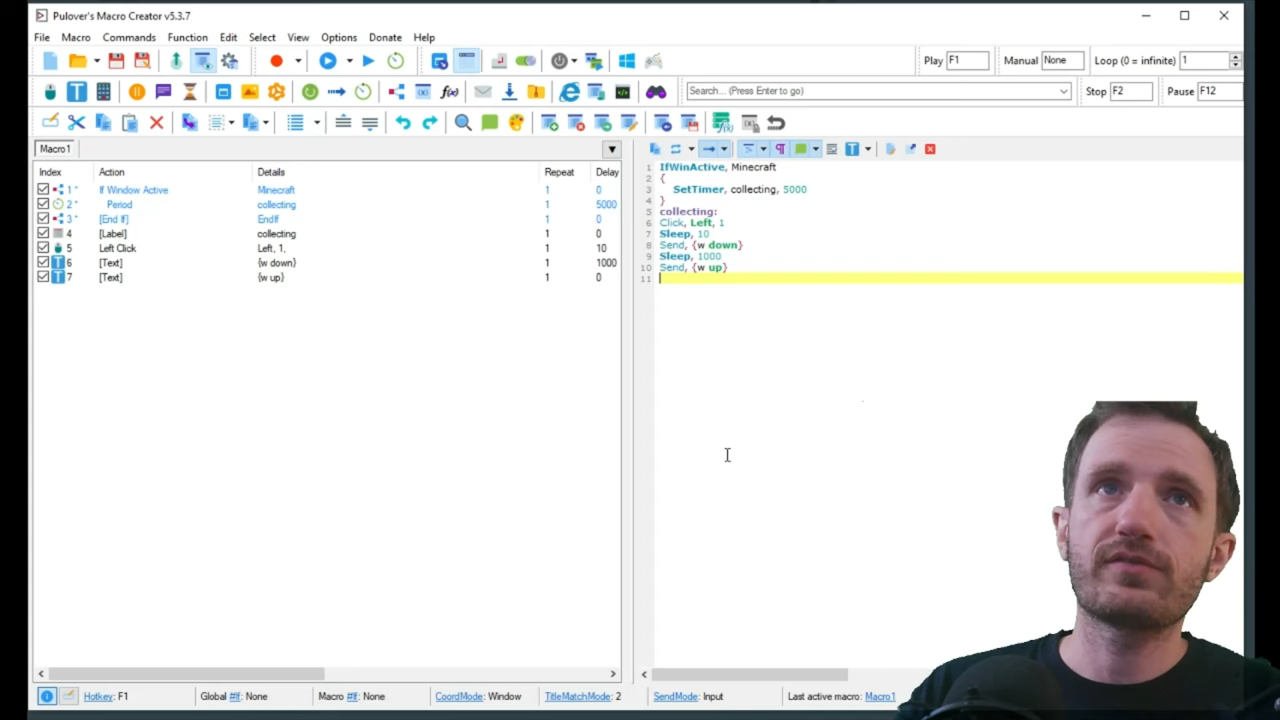 Pulover's Macro Creator v5.3.7
File Macro Commands Function Edit Select View Options Donate Help
Play F1 Manual None Loop (0 = infinite) 1
Search... (Press Enter to go) Stop F2 Pause F12
Macro1
Index Action Details Repeat Delay
1 * If Window Active Minecraft 1 0
2 * Period collecting 1 5000
3 * [End If] EndIf 1 0
4 [Label] collecting 1 0
5 Left Click Left, 1, 1 10
6 [Text] {w down} 1 1000
7 [Text] {w up} 1 0
1 IfWinActive, Minecraft
2 {
3 SetTimer, collecting, 5000
4 }
5 collecting:
6 Click, Left, 1
7 Sleep, 10
8 Send, {w down}
9 Sleep, 1000
10 Send, {w up}
11
Hotkey: F1 Global #If: None Macro #If: None CoordMode: Window TitleMatchMode: 2 SendMode: Input Last active macro: Macro1